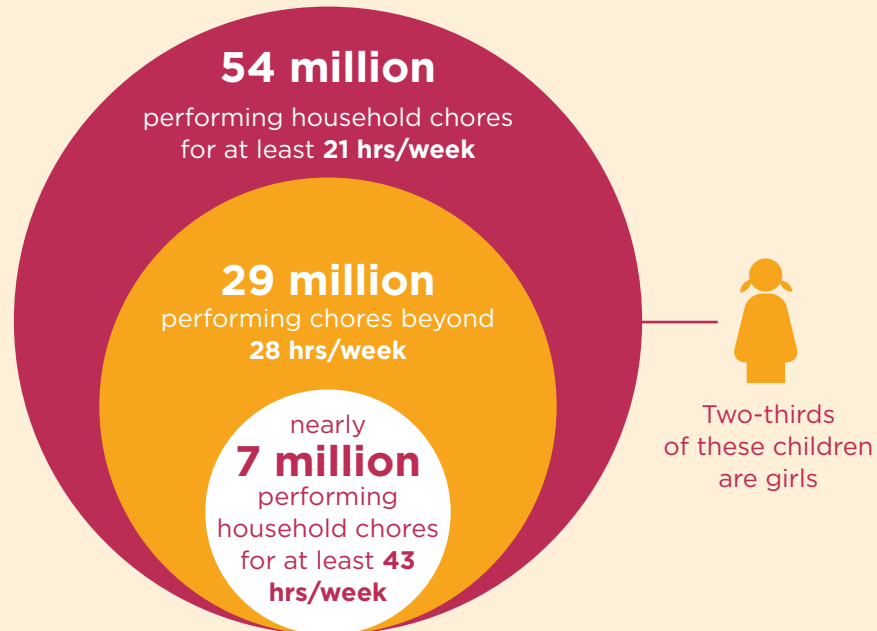 54 million
performing household chores
for at least 21 hrs/week
29 million
performing chores beyond
28 hrs/week
nearly
7 million
performing
household chores
for at least 43
hrs/week
Two-thirds
of these children
are girls